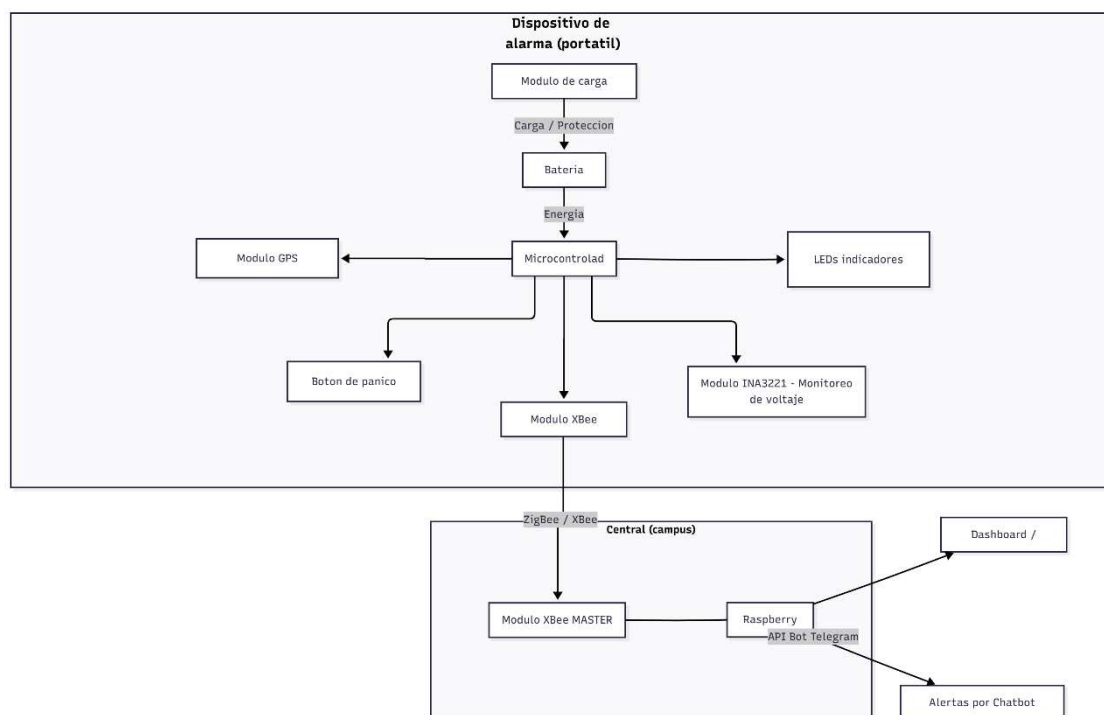 Dispositivo de
alarma (portatil)
Modulo de carga
Carga / Proteccion
Bateria
Energia
Modulo GPS
Microcontrolad
LEDs indicadores
Boton de panico
Modulo INA3221 - Monitoreo
de voltaje
Modulo XBee
ZigBee / XBee
Central (campus)
Dashboard /
Modulo XBee MASTER
Raspberry
API Bot Telegram
Alertas por Chatbot